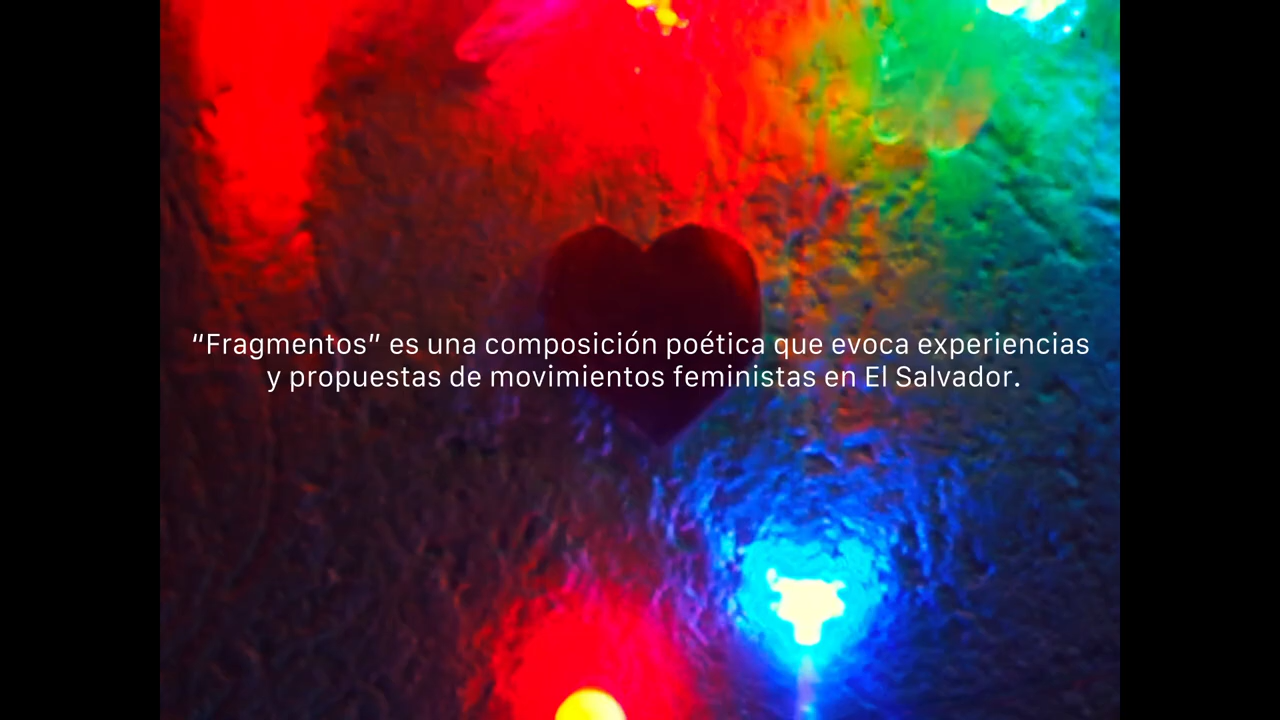 “Fragmentos” es una composición poética que evoca experiencias
y propuestas de movimientos feministas en El Salvador.